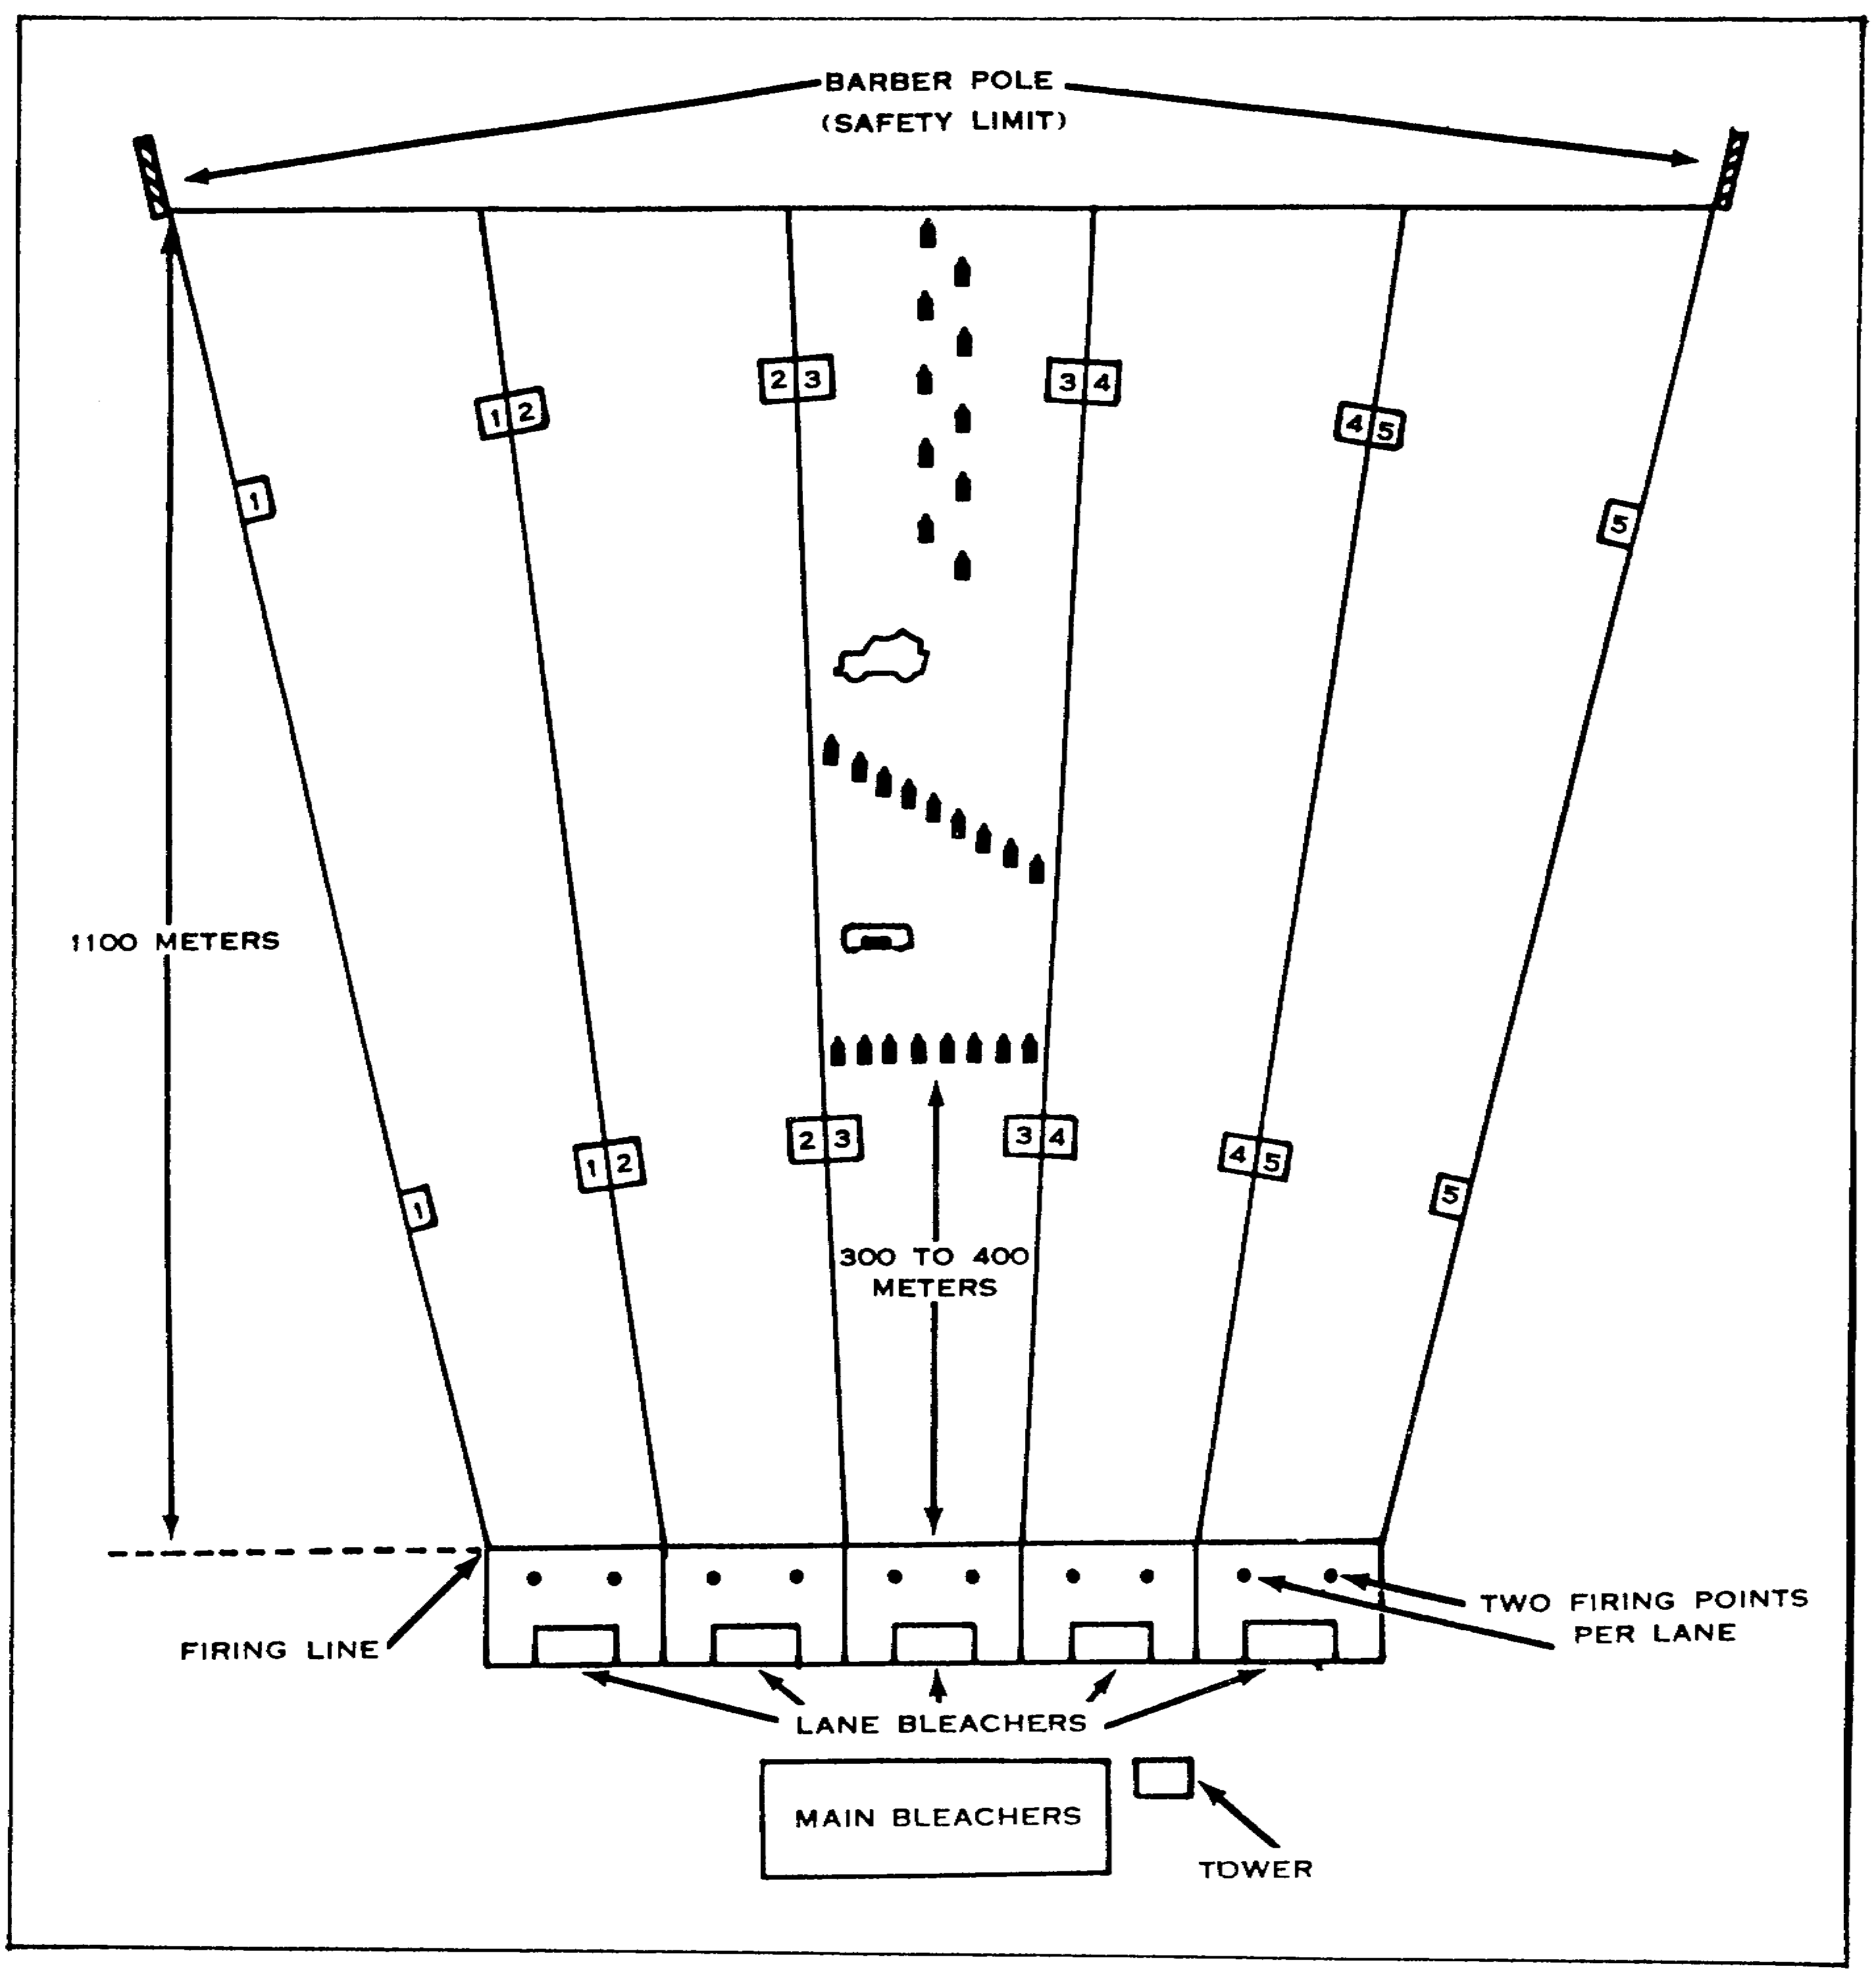 BARBER POLE
(SAFETY LIMIT)
2 3
3 4
1 2
4 5
1
5
1100 METERS
2 3
3 4
1 2
4 5
1
5
300 TO 400
METERS
TWO FIRING POINTS
PER LANE
FIRING LINE
LANE BLEACHERS
MAIN BLEACHERS
TOWER